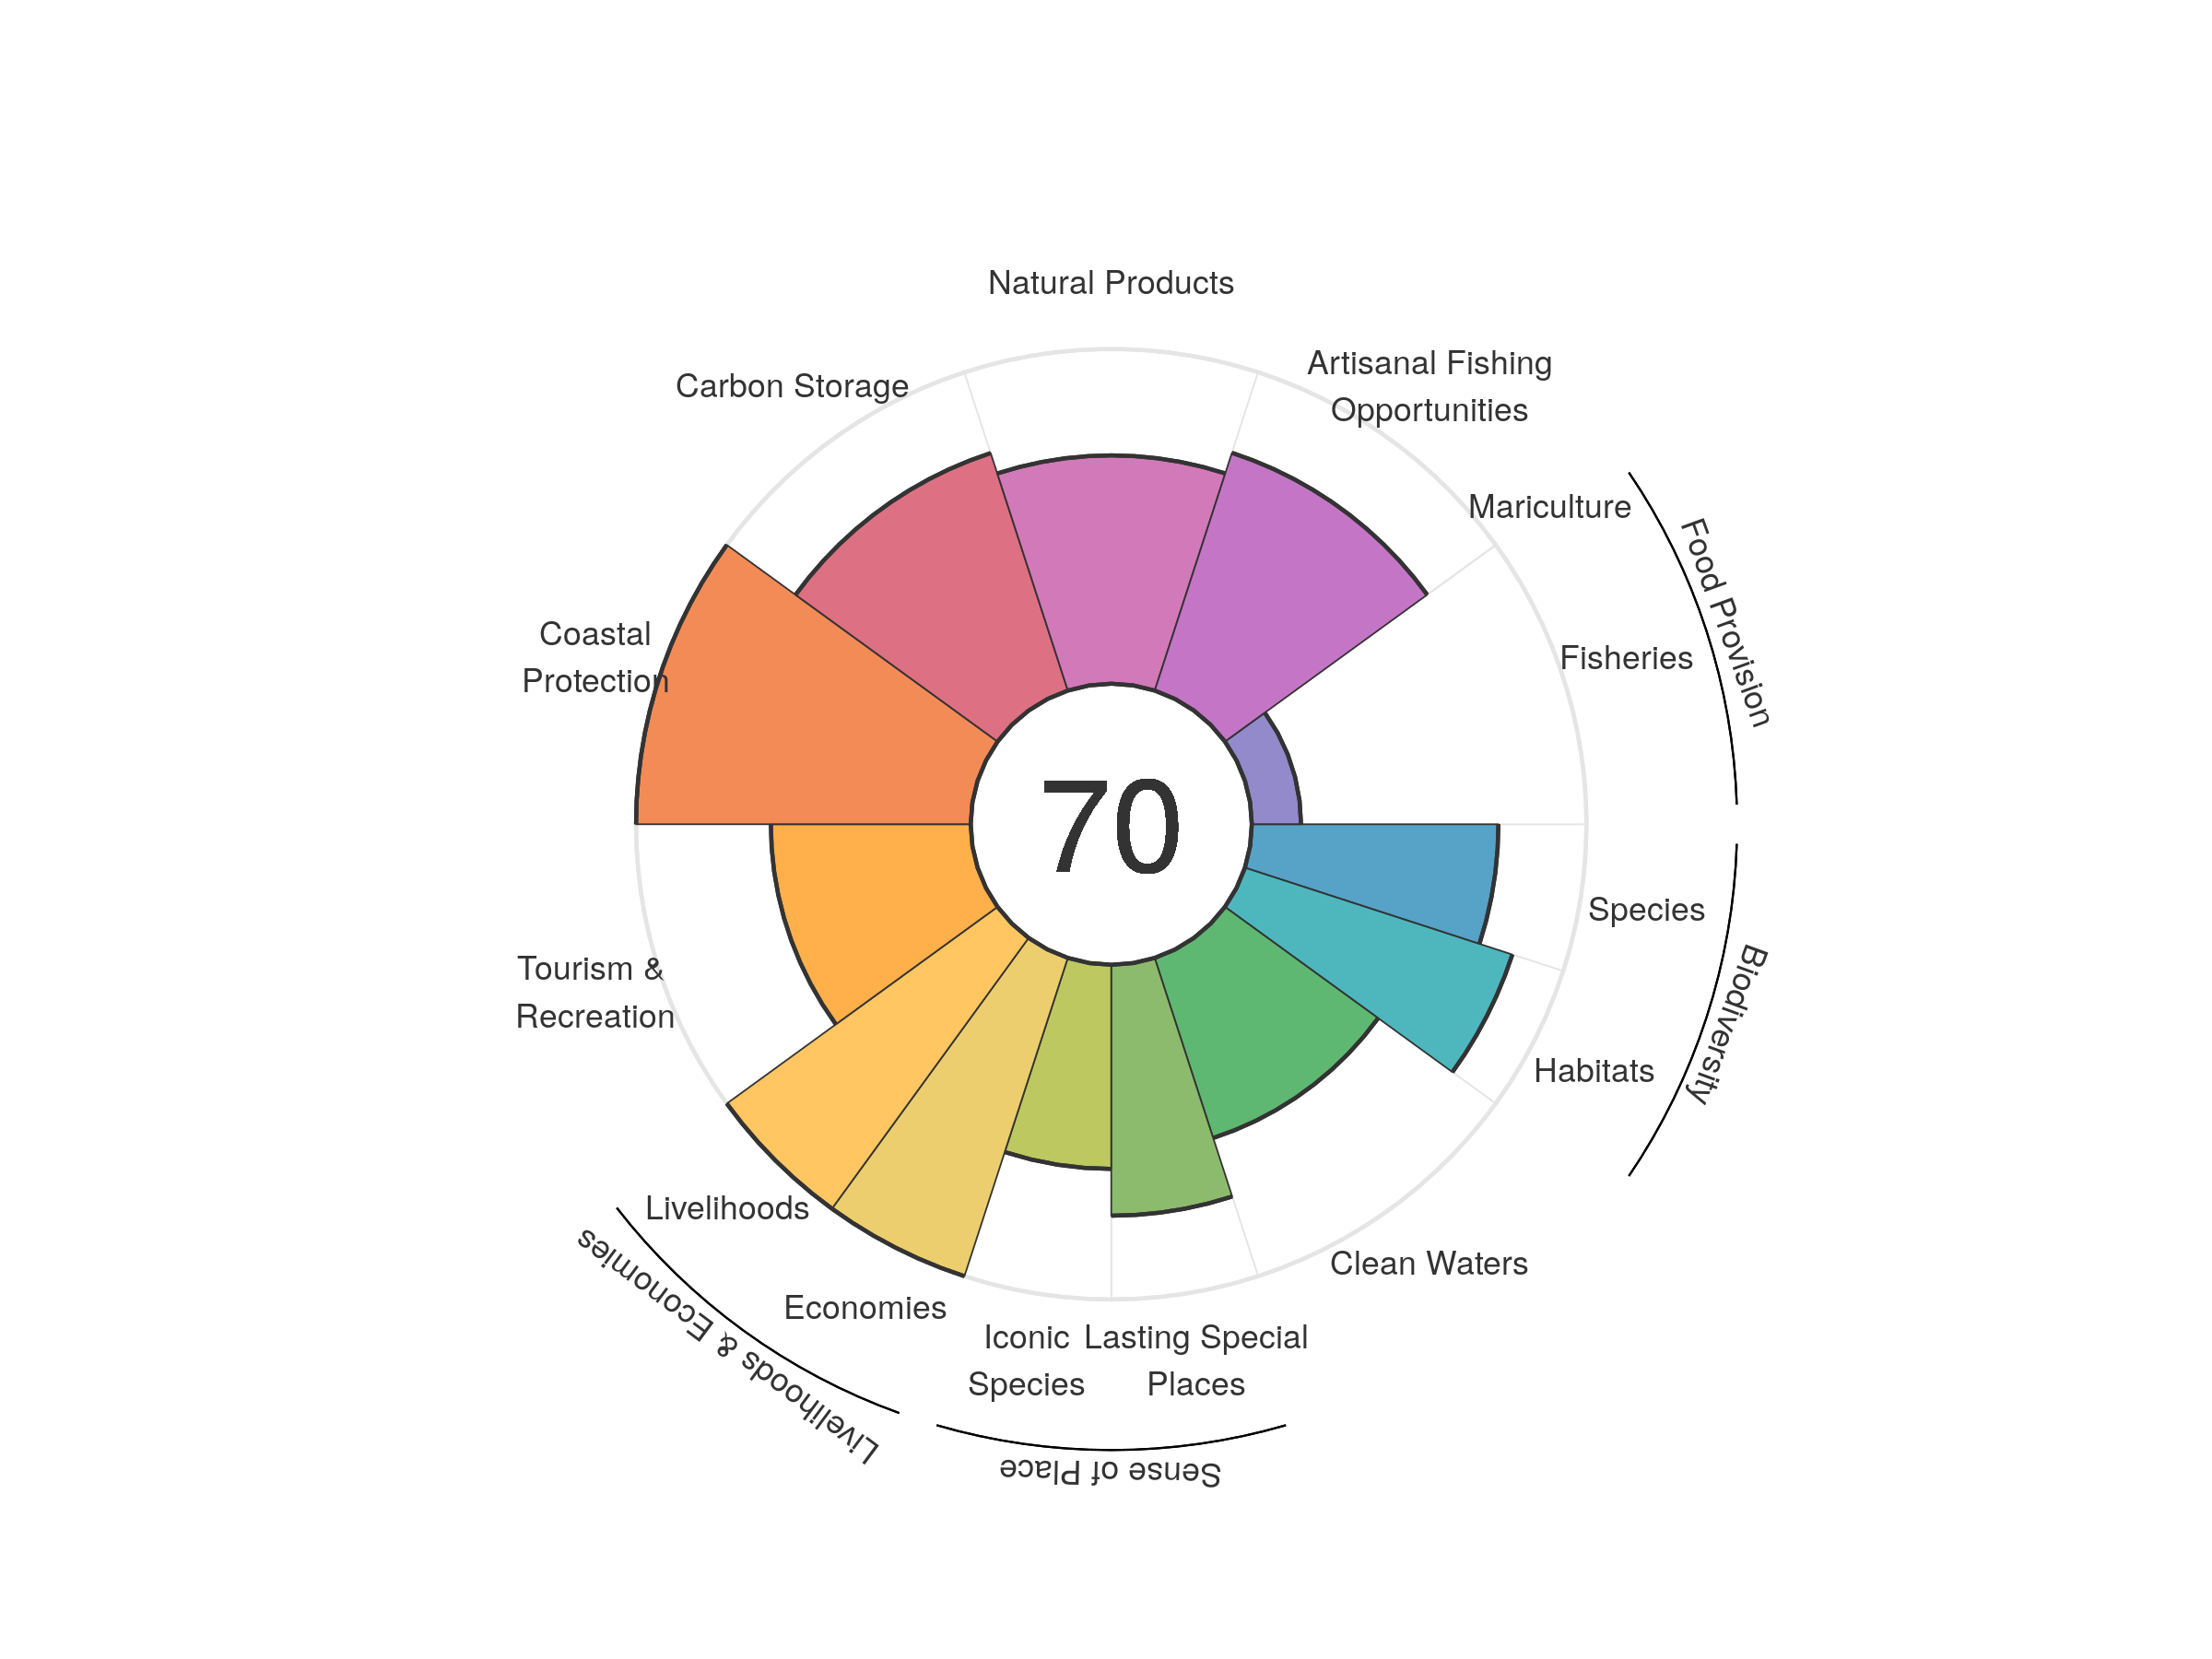 Natural Products
Carbon Storage
Artisanal Fishing
Opportunities
Mariculture
Food Provision
Fisheries
Coastal
Protection
70
Species
Biodiversity
Tourism &
Recreation
Habitats
Livelihoods
Livelihoods & Economies
Clean Waters
Economies
Iconic
Species
Lasting Special
Places
Sense of Place